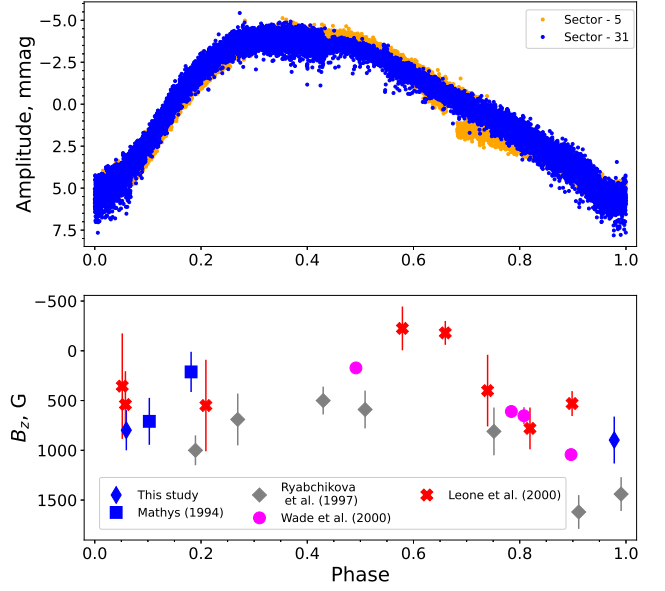 −5.0
−2.5
0.0
2.5
5.0
7.5
Amplitude, mmag
Sector - 5
Sector - 31
0.0 0.2 0.4 0.6 0.8 1.0
−500
0
500
1000
1500
B_z, G
This study
Mathys (1994)
Ryabchikova
et al. (1997)
Wade et al. (2000)
Leone et al. (2000)
0.0 0.2 0.4 0.6 0.8 1.0
Phase